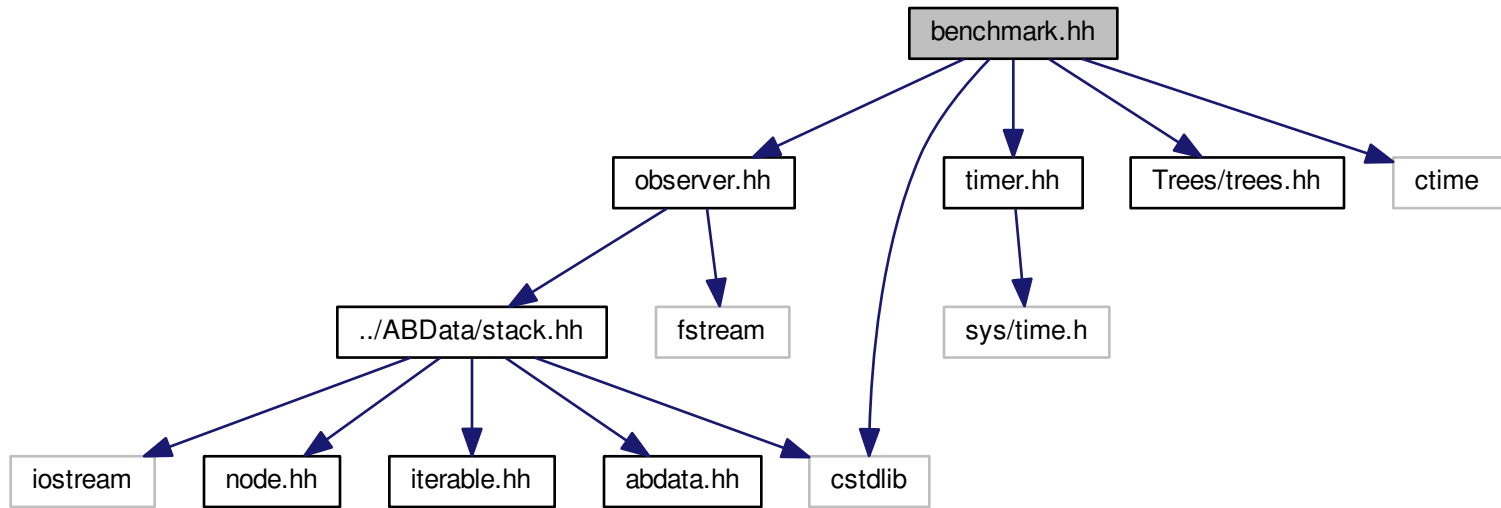 benchmark.hh
observer.hh
timer.hh
Trees/trees.hh
ctime
../ABData/stack.hh
fstream
sys/time.h
iostream
node.hh
iterable.hh
abdata.hh
cstdlib